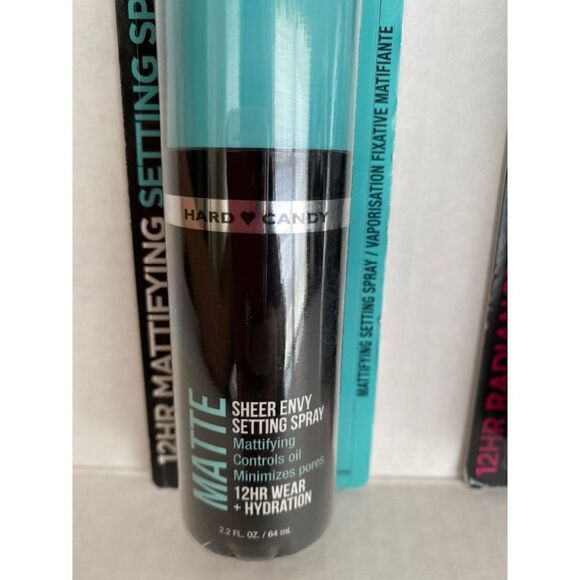 12HR MATTIFYING SETTING SP
HARD ♥ CANDY
MATTE
SHEER ENVY
SETTING SPRAY
Mattifying
Controls oil
Minimizes pores
12HR WEAR
+ HYDRATION
2.2 FL. OZ. / 64 mL
MATTIFYING SETTING SPRAY / VAPORISATION FIXATIVE MATIFIANTE
12HR RADIAN